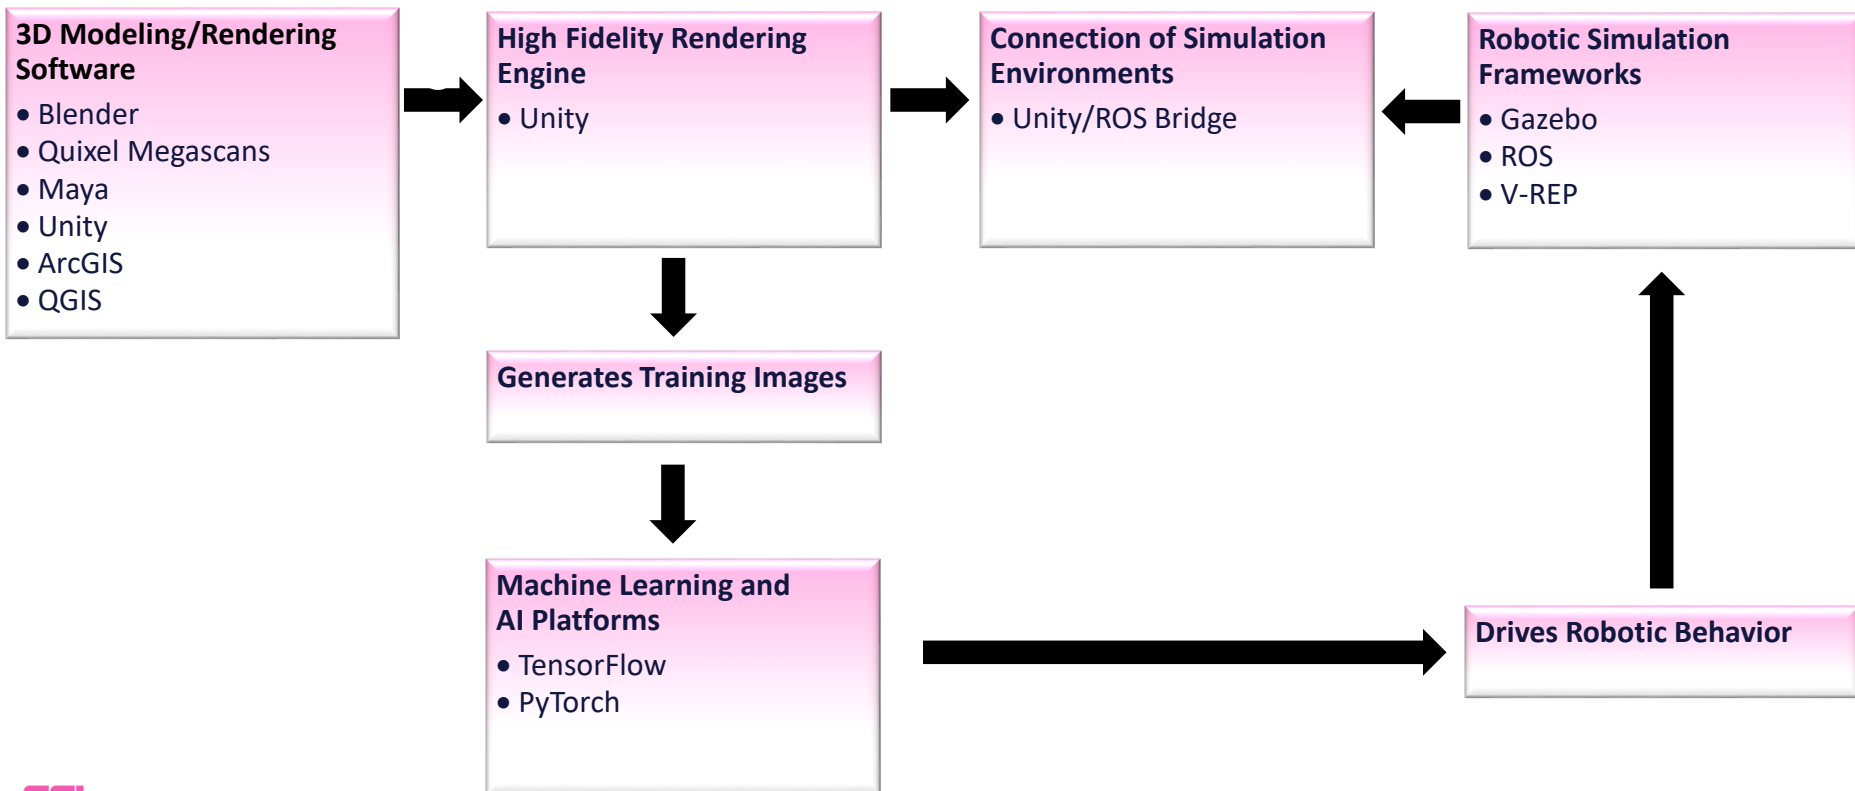 3D Modeling/Rendering
Software
• Blender
• Quixel Megascans
• Maya
• Unity
• ArcGIS
• QGIS
High Fidelity Rendering
Engine
• Unity
Connection of Simulation
Environments
• Unity/ROS Bridge
Robotic Simulation
Frameworks
• Gazebo
• ROS
• V-REP
Generates Training Images
Machine Learning and
AI Platforms
• TensorFlow
• PyTorch
Drives Robotic Behavior